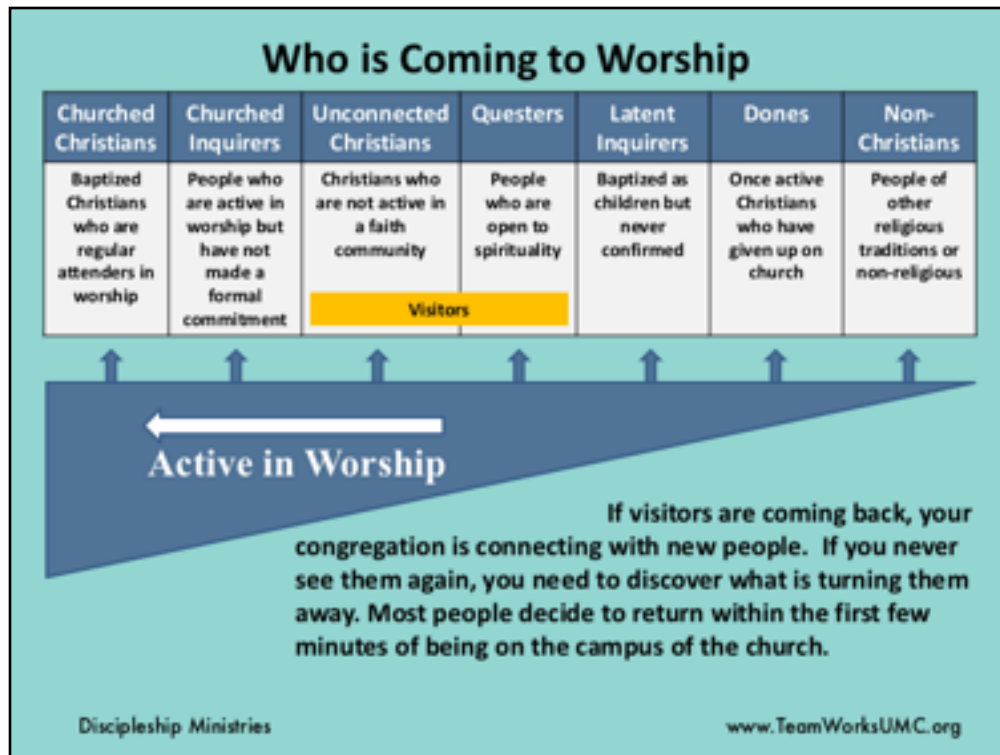 Who is Coming to Worship
Churched Christians
Churched Inquirers
Unconnected Christians
Questers
Latent Inquirers
Dones
Non-Christians
Baptized
Christians
who are
regular
attenders in
worship
People who
are active in
worship but
have not
made a
formal
commitment
Christians who
are not active in
a faith
community
People
who are
open to
spirituality
Baptized as
children but
never
confirmed
Once active
Christians
who have
given up on
church
People of
other
religious
traditions or
non-religious
Visitors
Active in Worship
If visitors are coming back, your
congregation is connecting with new people.  If you never
see them again, you need to discover what is turning them
away. Most people decide to return within the first few
minutes of being on the campus of the church.
Discipleship Ministries
www.TeamWorksUMC.org